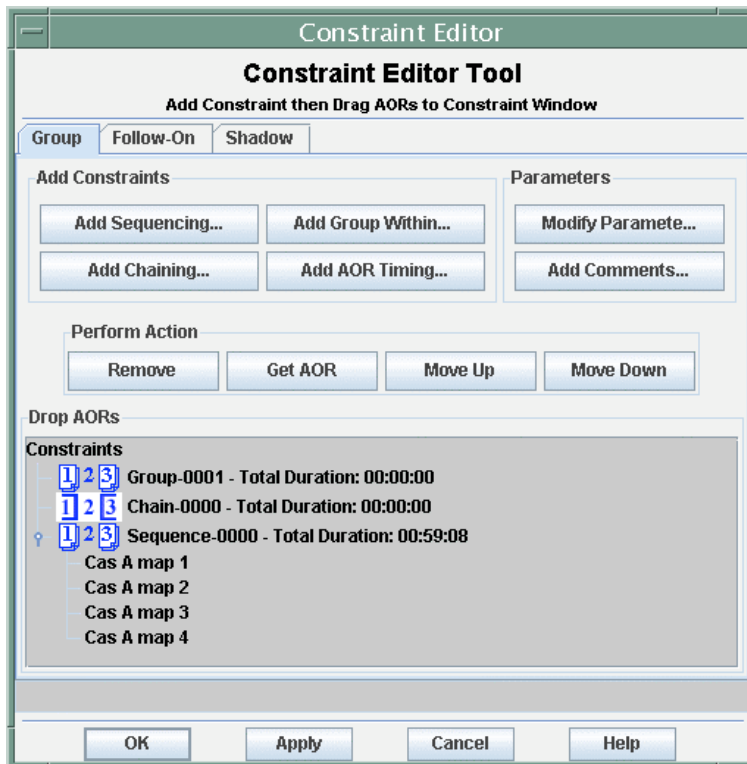 Constraint Editor
Constraint Editor Tool
Add Constraint then Drag AORs to Constraint Window
Group Follow-On Shadow
Add Constraints Parameters
Add Sequencing... Add Group Within... Modify Paramete...
Add Chaining... Add AOR Timing... Add Comments...
Perform Action
Remove Get AOR Move Up Move Down
Drop AORs
Constraints
1 2 3 Group-0001 - Total Duration: 00:00:00
1 2 3 Chain-0000 - Total Duration: 00:00:00
1 2 3 Sequence-0000 - Total Duration: 00:59:08
Cas A map 1
Cas A map 2
Cas A map 3
Cas A map 4
OK Apply Cancel Help